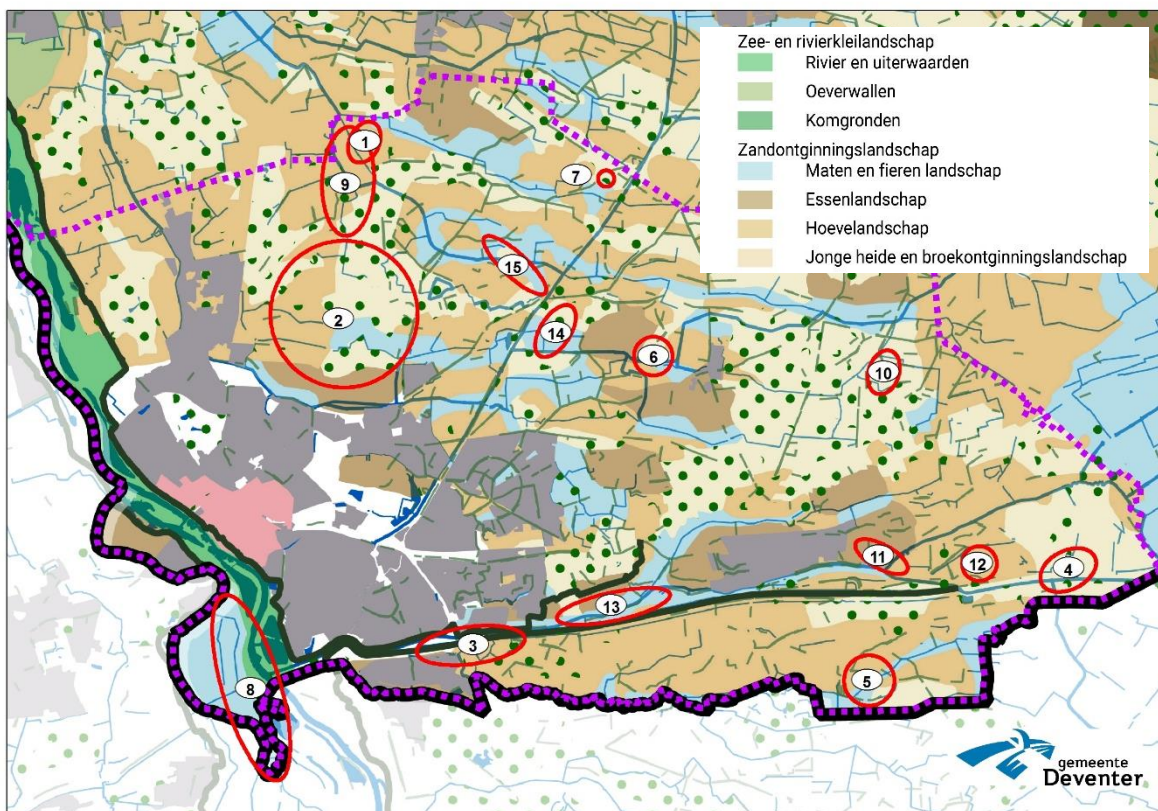 Zee- en rivierkleilandschap
Rivier en uiterwaarden
Oeverwallen
Komgronden
Zandontginningslandschap
Maten en fieren landschap
Essenlandschap
Hoevelandschap
Jonge heide en broekontginningslandschap
1
7
9
15
2
14
6
10
11
12
4
13
3
5
8
gemeente
Deventer